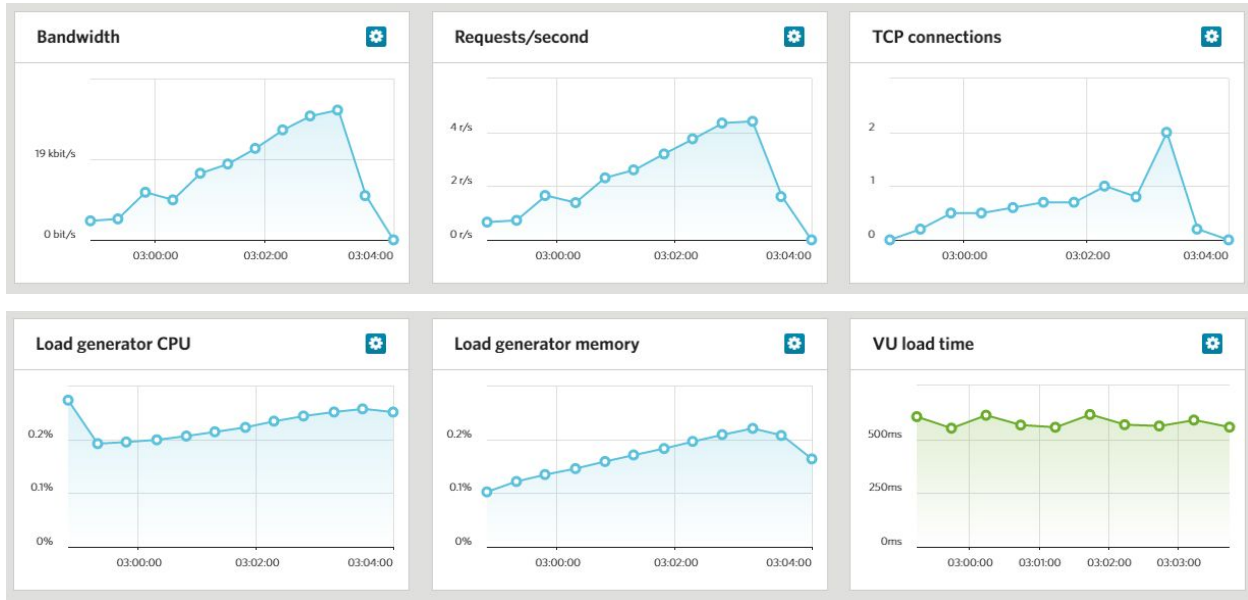 Bandwidth
19 kbit/s
0 bit/s
03:00:00 03:02:00 03:04:00
Requests/second
4 r/s
2 r/s
0 r/s
03:00:00 03:02:00 03:04:00
TCP connections
2
1
0
03:00:00 03:02:00 03:04:00
Load generator CPU
0.2%
0.1%
0%
03:00:00 03:02:00 03:04:00
Load generator memory
0.2%
0.1%
0%
03:00:00 03:02:00 03:04:00
VU load time
500ms
250ms
0ms
03:00:00 03:01:00 03:02:00 03:03:00